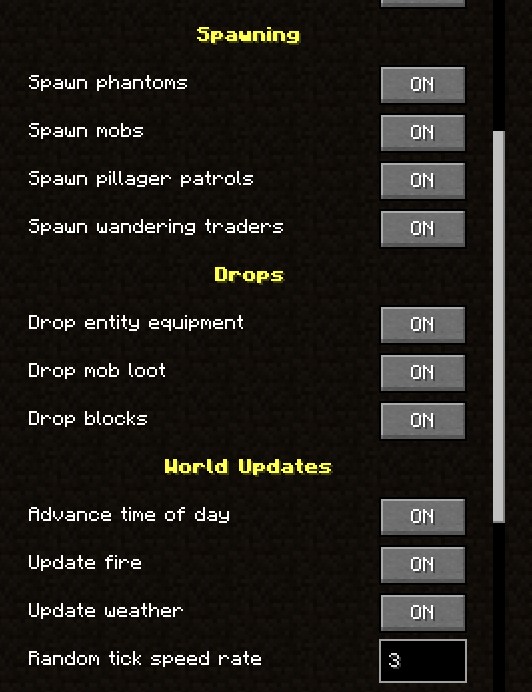 Spawning
Spawn phantoms ON
Spawn mobs ON
Spawn pillager patrols ON
Spawn wandering traders ON
Drops
Drop entity equipment ON
Drop mob loot ON
Drop blocks ON
World Updates
Advance time of day ON
Update fire ON
Update weather ON
Random tick speed rate 3